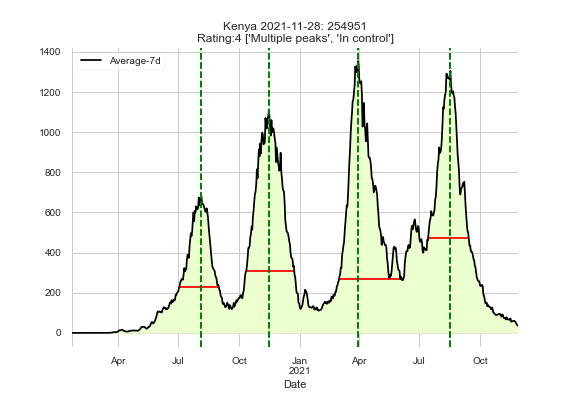 Kenya 2021-11-28: 254951
Rating:4 ['Multiple peaks', 'In control']
Average-7d
1400
1200
1000
800
600
400
200
0
Apr Jul Oct Jan Apr Jul Oct
2021
Date